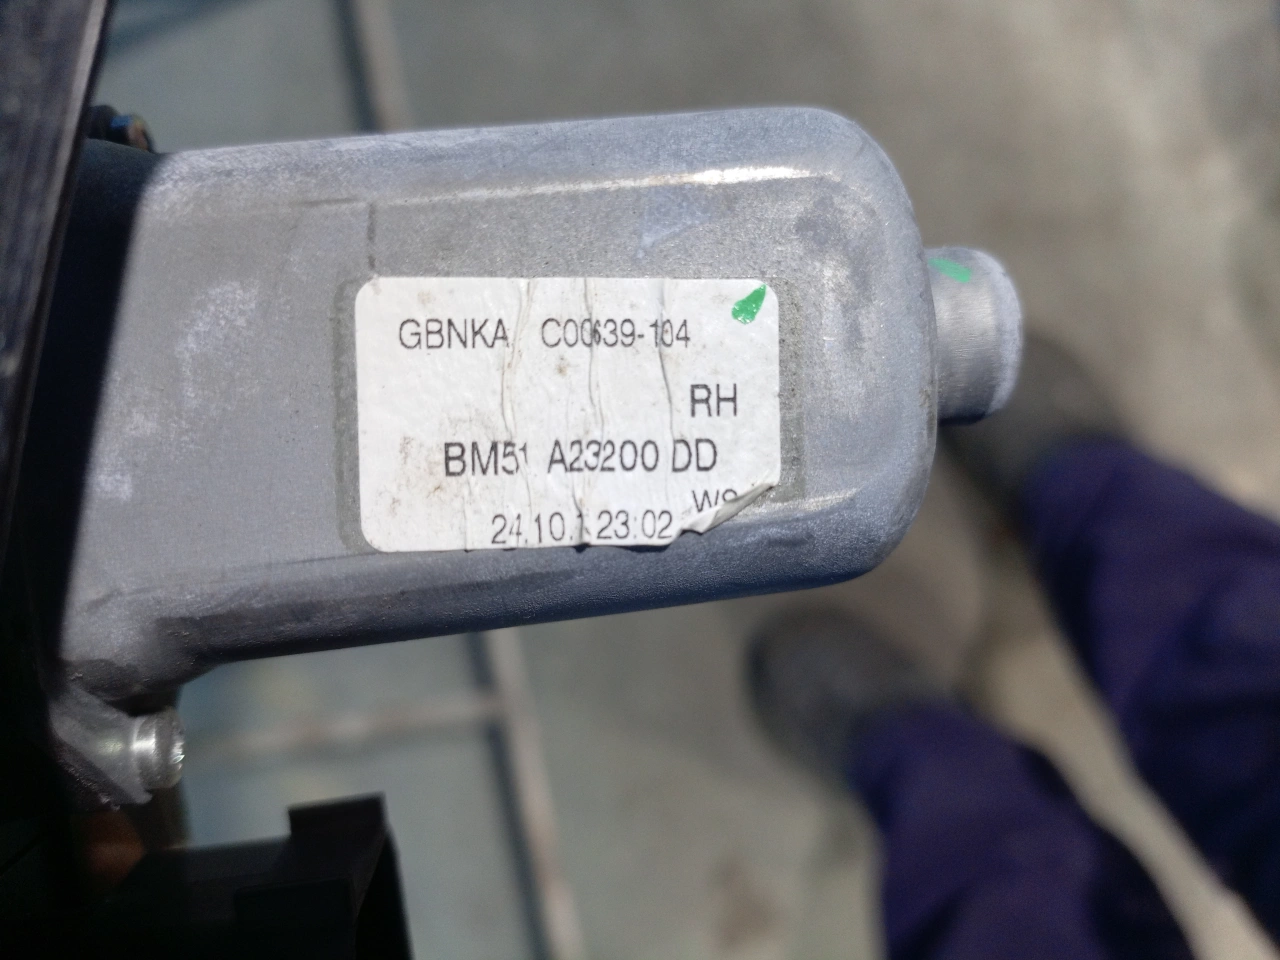 GBNKA C00639-104
RH
BM51 A23200 DD
24.10.1 23:02